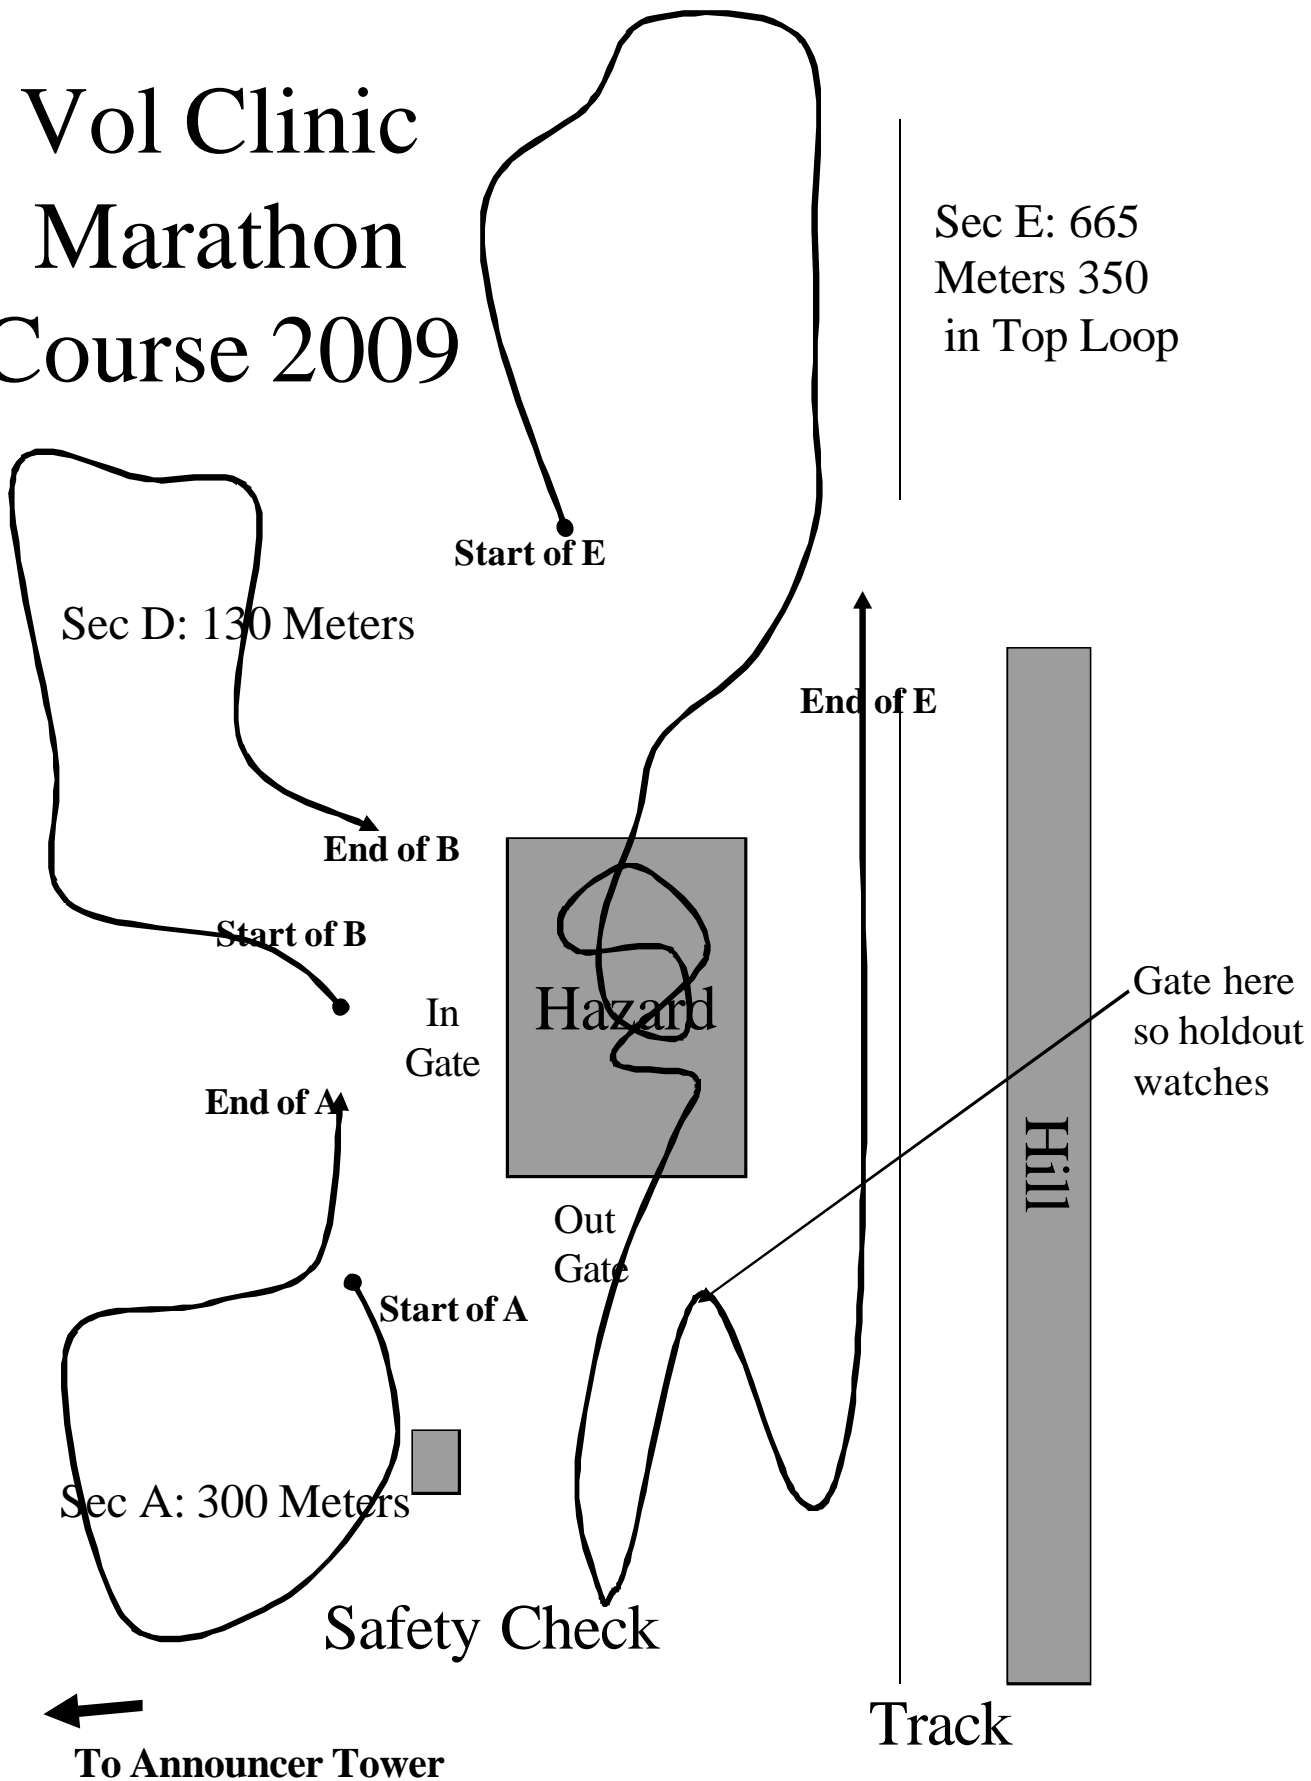 Vol Clinic
Marathon
Course 2009
Sec E: 665
Meters 350
in Top Loop
Start of E
Sec D: 130 Meters
End of E
End of B
Start of B
In
Gate
Hazard
Gate here
so holdout
watches
End of A
Hill
Out
Gate
Start of A
Sec A: 300 Meters
Safety Check
Track
To Announcer Tower